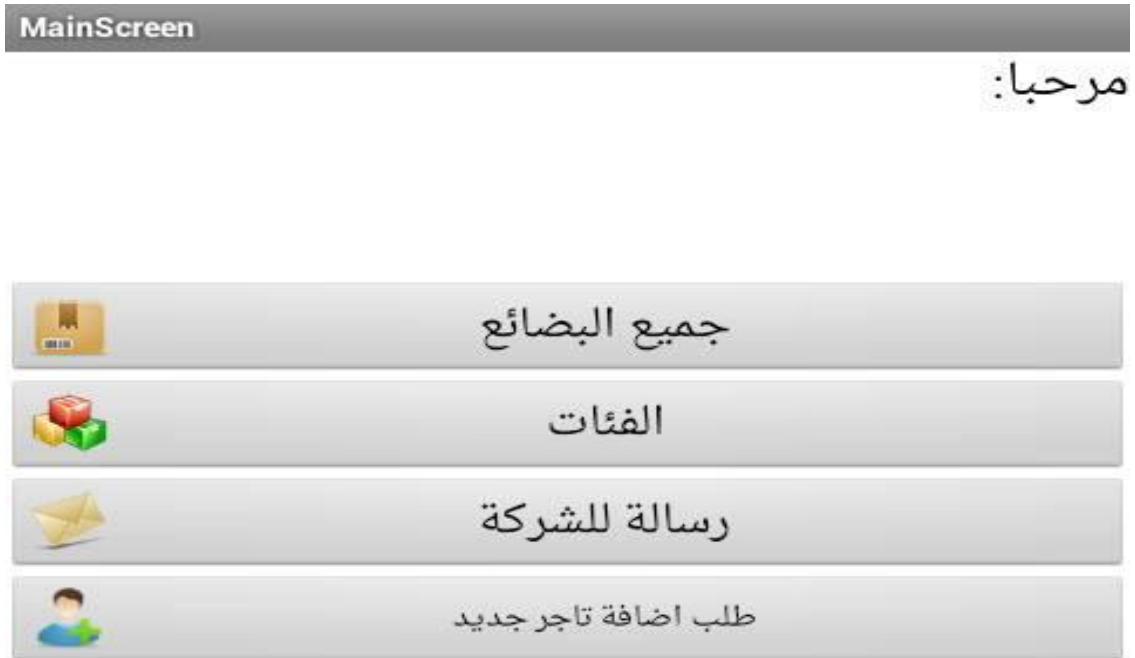 MainScreen
مرحبا:
جميع البضائع
الفئات
رسالة للشركة
طلب اضافة تاجر جديد